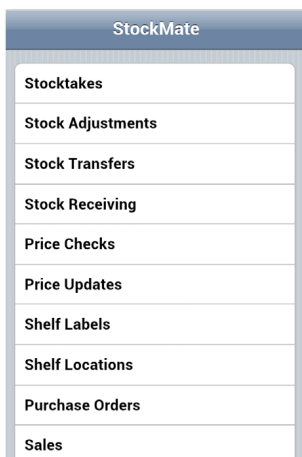 StockMate
Stocktakes
Stock Adjustments
Stock Transfers
Stock Receiving
Price Checks
Price Updates
Shelf Labels
Shelf Locations
Purchase Orders
Sales